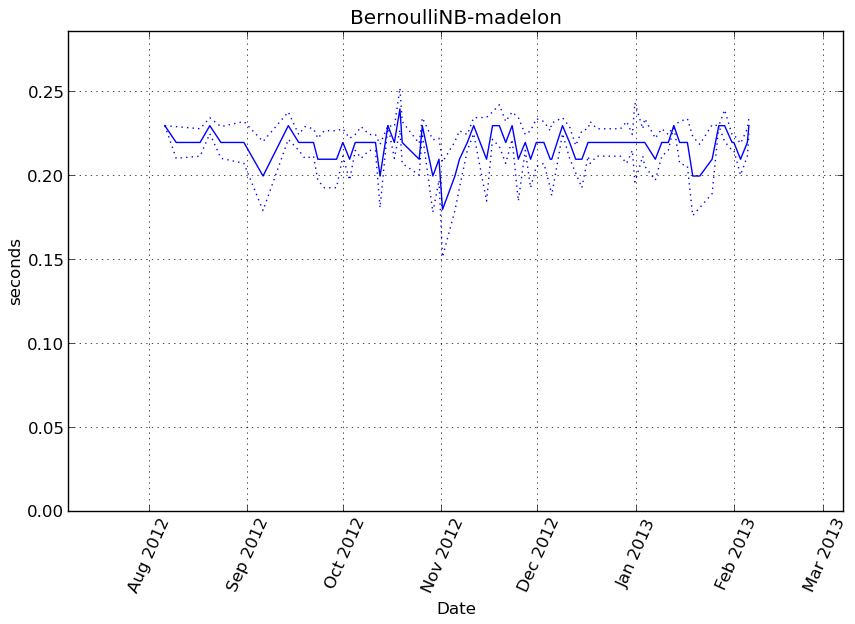 BernoulliNB-madelon
0.25
0.20
0.15
0.10
0.05
0.00
seconds
Aug 2012
Sep 2012
Oct 2012
Nov 2012
Dec 2012
Jan 2013
Feb 2013
Mar 2013
Date